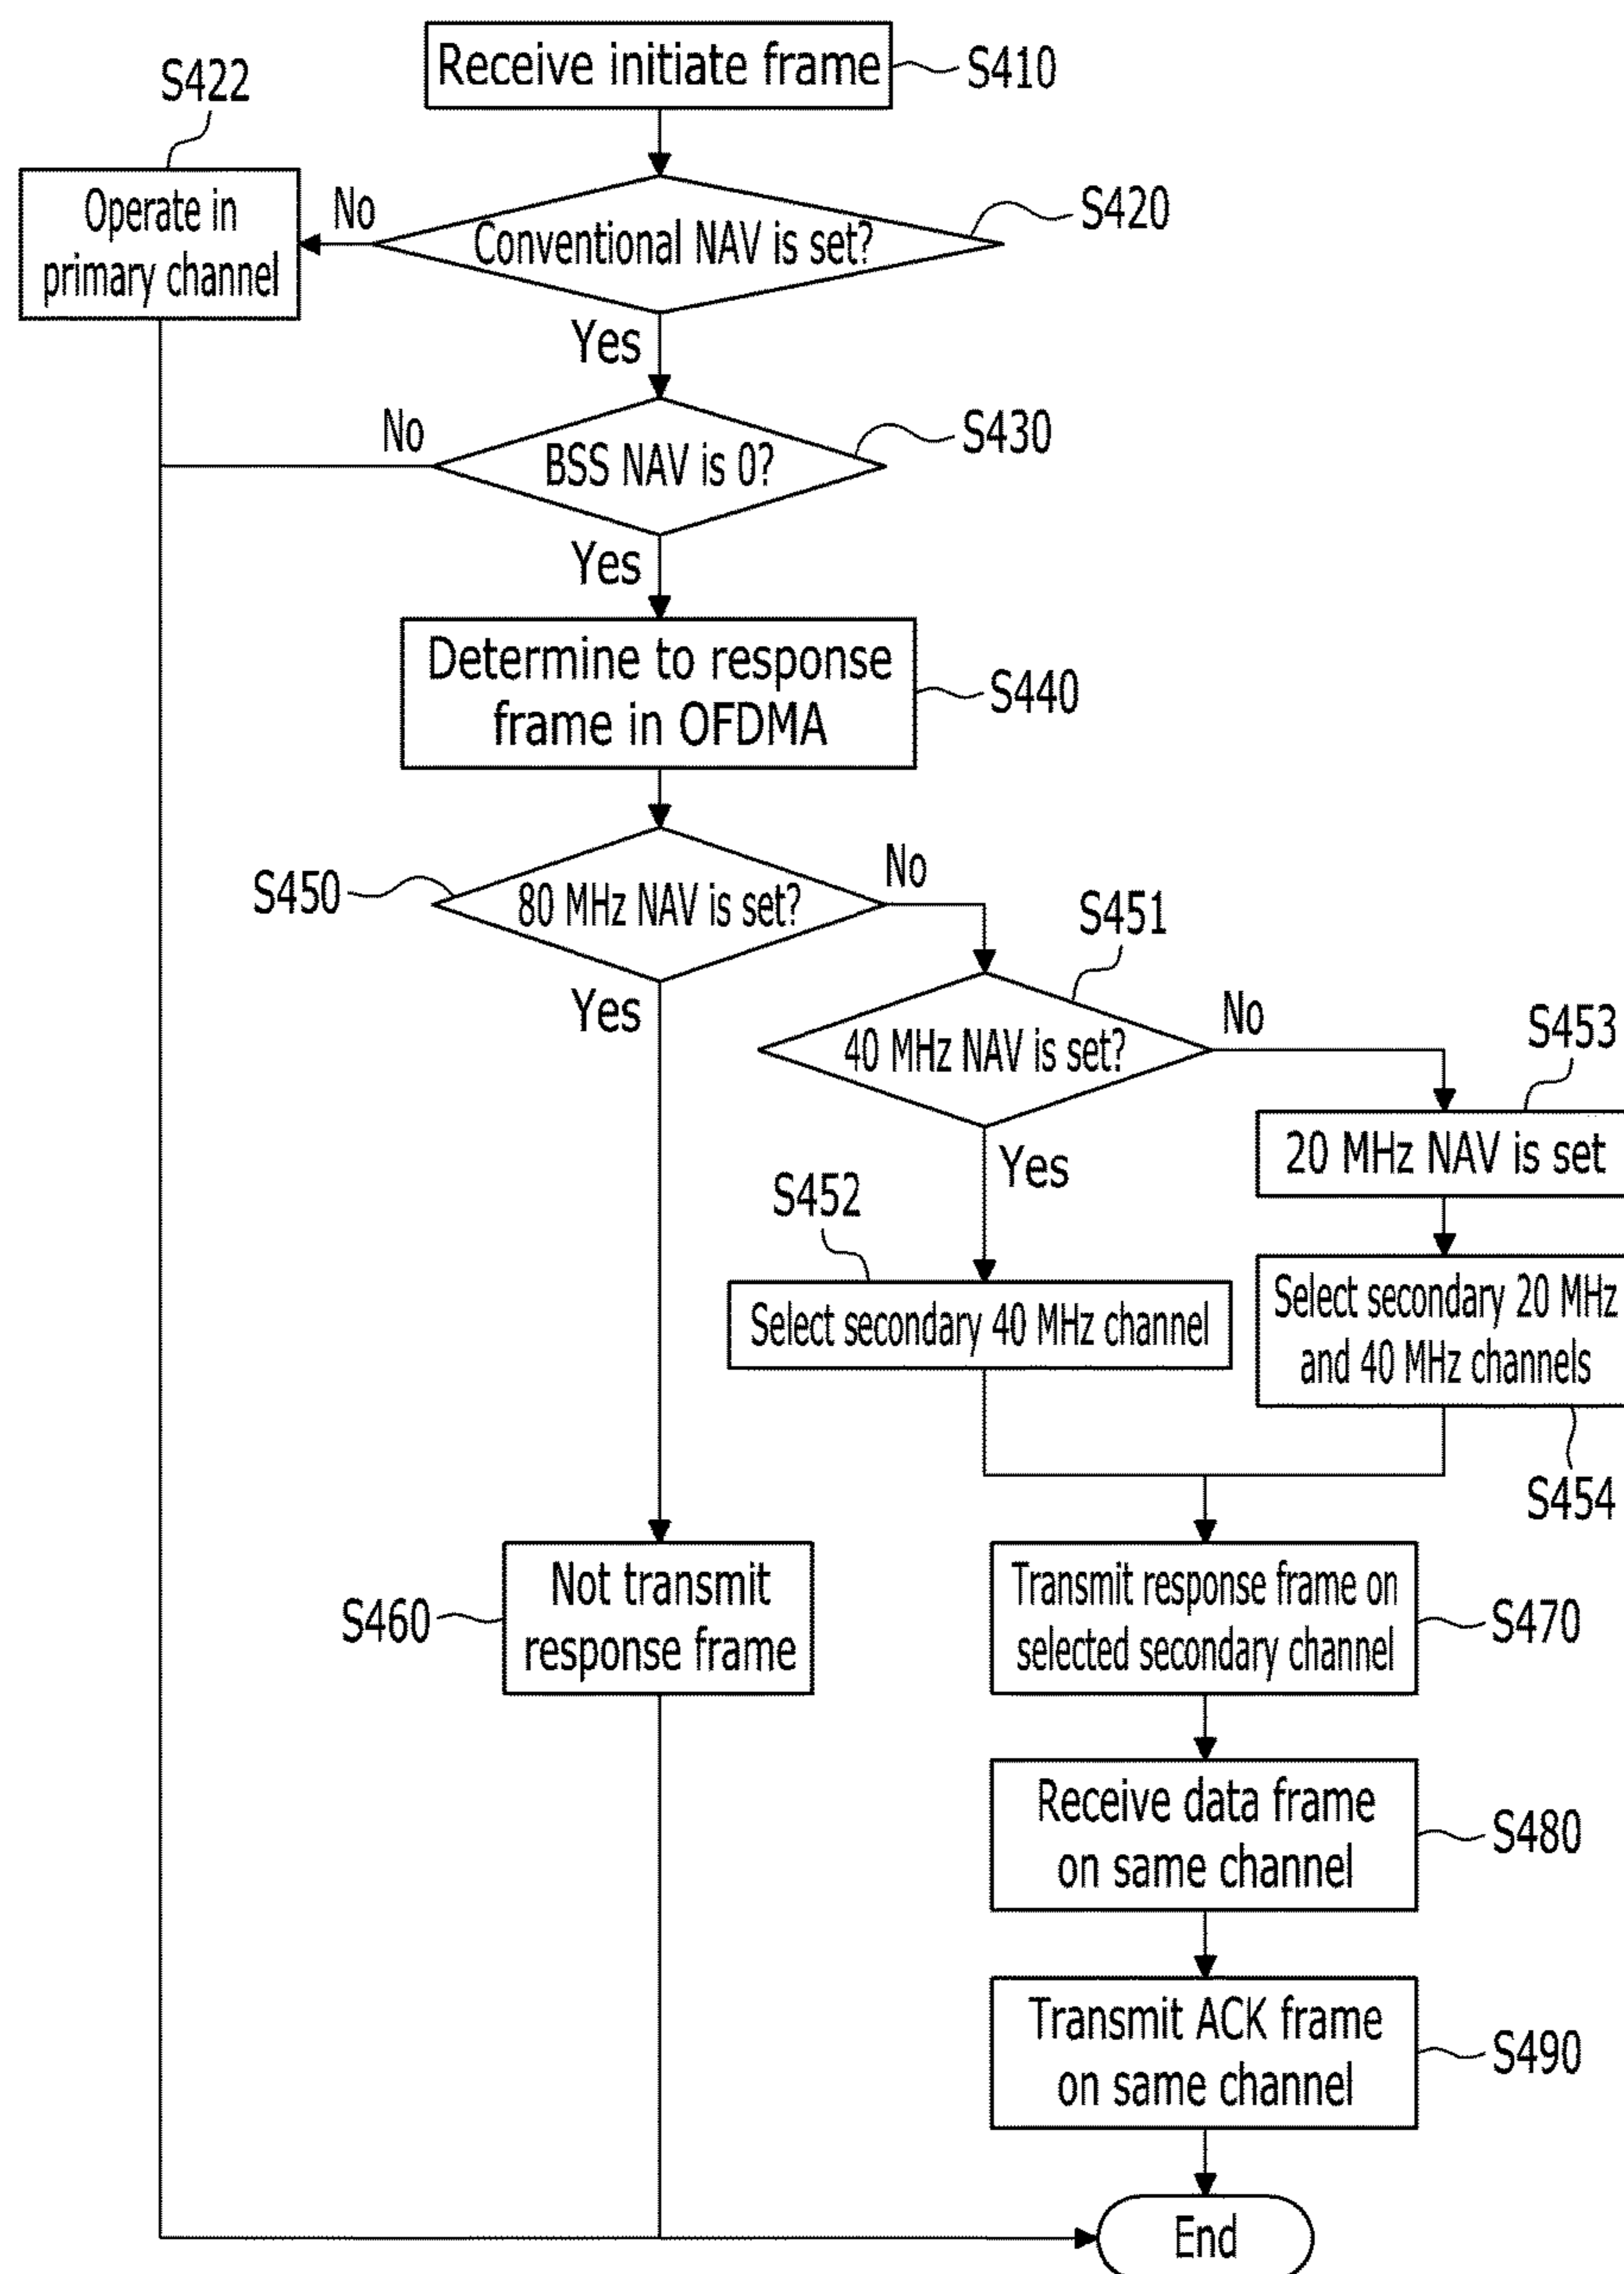 Receive initiate frame
S410
S422
Operate in
primary channel
No
Conventional NAV is set?
S420
Yes
No
BSS NAV is 0?
S430
Yes
Determine to response
frame in OFDMA
S440
S450
80 MHz NAV is set?
No
Yes
S451
40 MHz NAV is set?
No
Yes
S453
20 MHz NAV is set
S452
Select secondary 40 MHz channel
Select secondary 20 MHz
and 40 MHz channels
S454
S460
Not transmit
response frame
Transmit response frame on
selected secondary channel
S470
Receive data frame
on same channel
S480
Transmit ACK frame
on same channel
S490
End